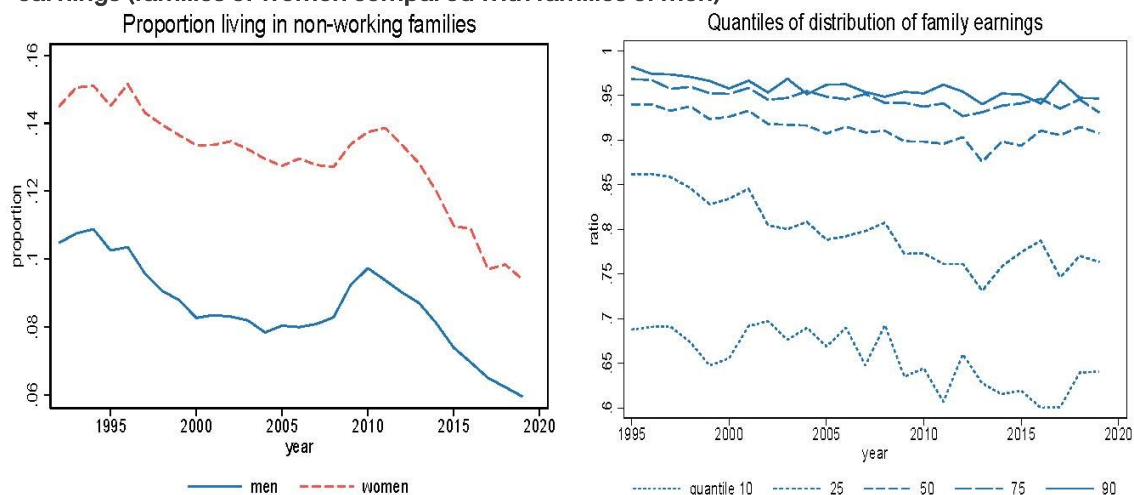 earnings (families of women compared with families of men)
Proportion living in non-working families
.16
.14
.12
.1
.08
.06
proportion
1995 2000 2005 2010 2015 2020
year
men women
Quantiles of distribution of family earnings
1
.95
.9
.85
.8
.75
.7
.65
.6
ratio
1995 2000 2005 2010 2015 2020
year
quantile 10 25 50 75 90